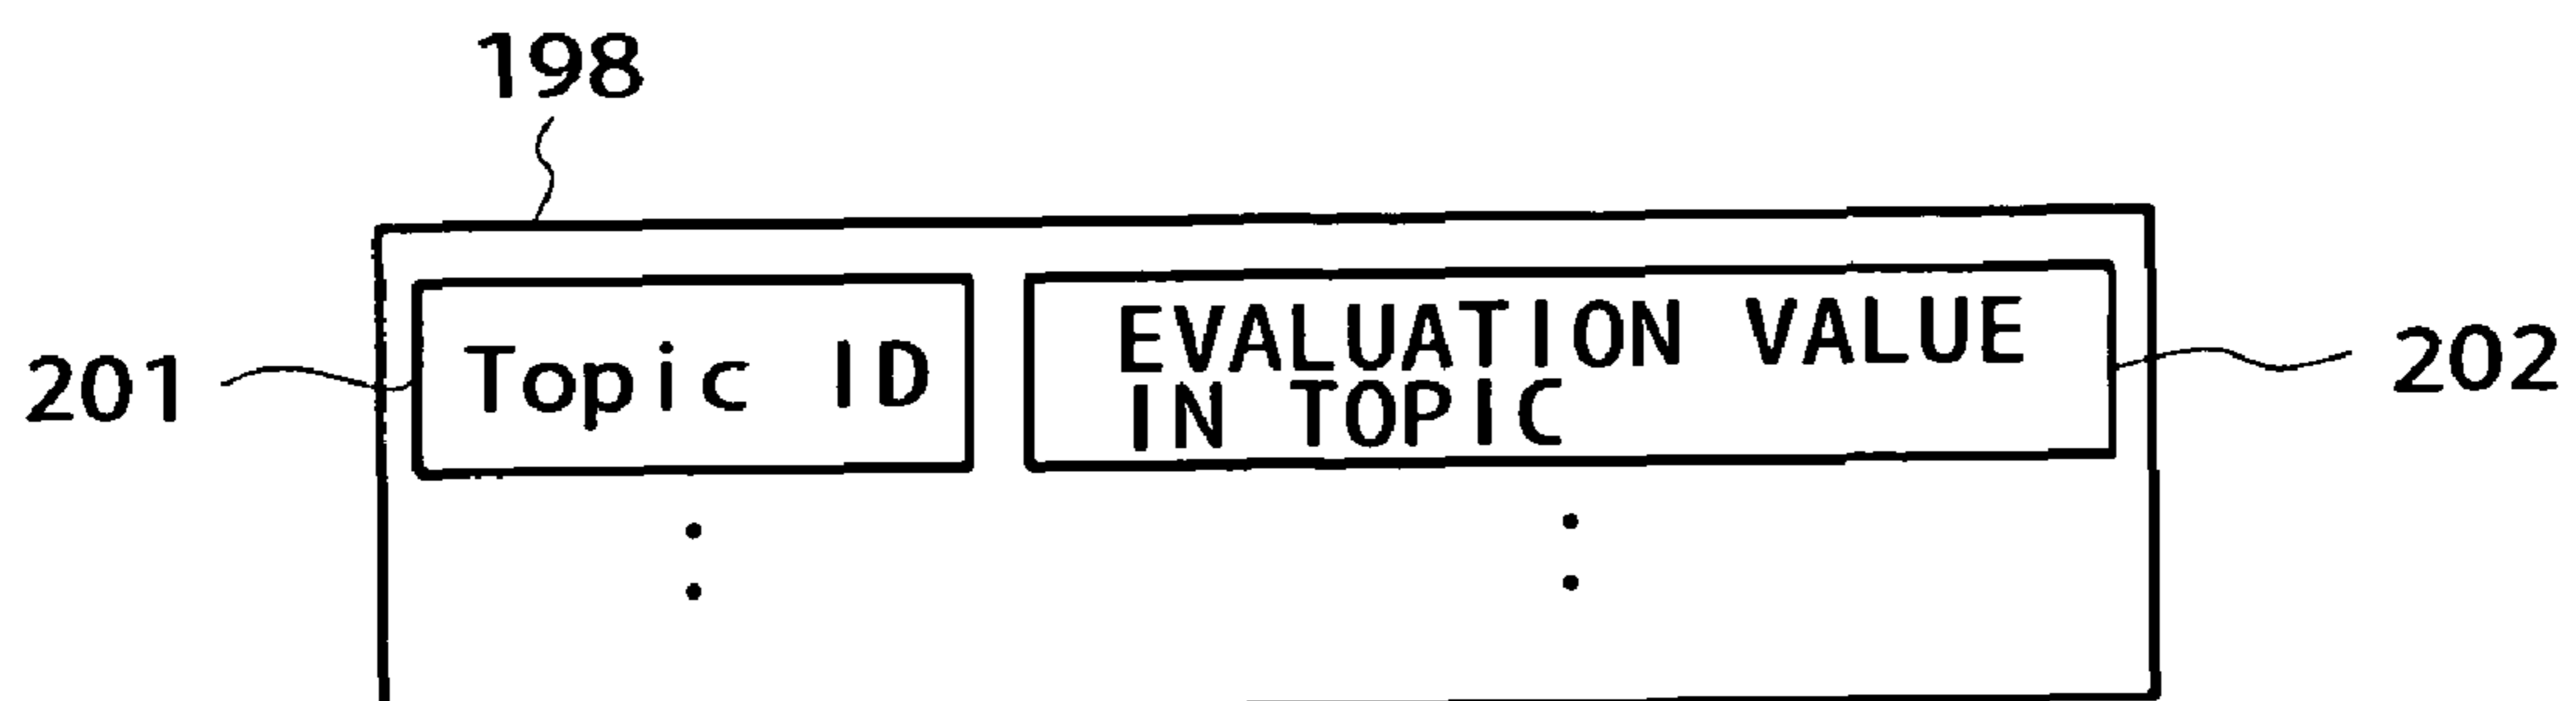 198
201
Topic ID
EVALUATION VALUE
IN TOPIC
202